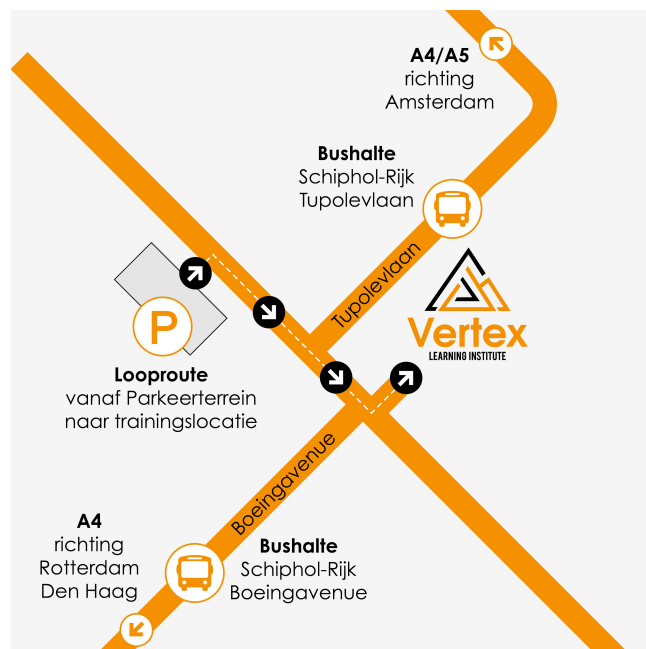 A4/A5
richting
Amsterdam
Bushalte
Schiphol-Rijk
Tupolevlaan
Tupolevlaan
Vertex
LEARNING INSTITUTE
P
Looproute
vanaf Parkeerterrein
naar trainingslocatie
Boeingavenue
A4
richting
Rotterdam
Den Haag
Bushalte
Schiphol-Rijk
Boeingavenue